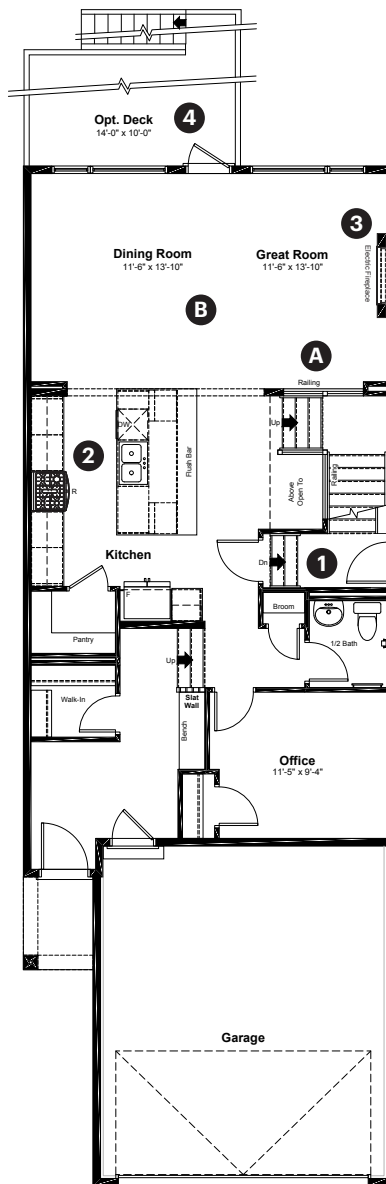 Opt. Deck
14'-0" x 10'-0"
4
3
Dining Room
11'-6" x 13'-10"
Great Room
11'-6" x 13'-10"
Electric Fireplace
B
A
Railing
DW
Up
2
Flush Bar
R
Above
Open To
Railing
Kitchen
Dn
1
F
Broom
Pantry
Up
1/2 Bath
Walk-In
Slat
Wall
Bench
Office
11'-5" x 9'-4"
Garage